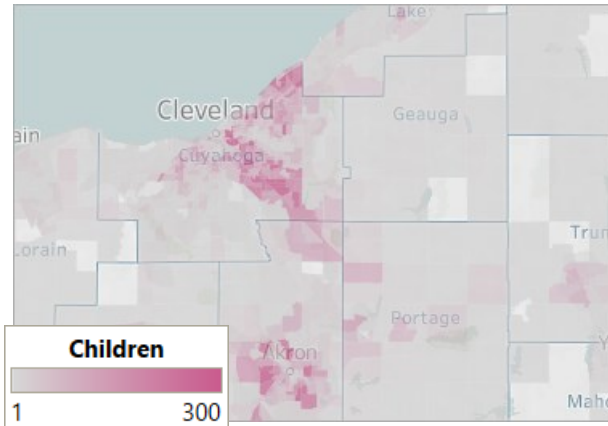 Lake
Cleveland
Geauga
ain
Cuyahoga
Lorain
Trum
Portage
Children
Akron
Y
1 300
Maho